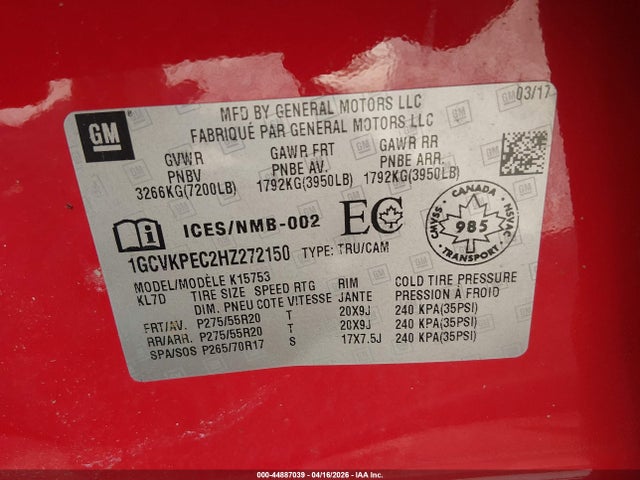 03/17
GM
MFD BY GENERAL MOTORS LLC
FABRIQUÉ PAR GENERAL MOTORS LLC
GVWR GAWR FRT GAWR RR
PNBV PNBE AV. PNBE ARR.
3266KG(7200LB) 1792KG(3950LB) 1792KG(3950LB)
ICES/NMB-002 EC
CANADA
CMVSS 985 NSVAC
TRANSPORT
1GCVKPEC2HZ272150 TYPE: TRU/CAM
MODEL/MODÈLE K15753
KL7D TIRE SIZE SPEED RTG RIM COLD TIRE PRESSURE
DIM. PNEU COTE VITESSE JANTE PRESSION À FROID
FRT/AV. P275/55R20 T 20X9J 240 KPA(35PSI)
RR/ARR. P275/55R20 T 20X9J 240 KPA(35PSI)
SPA/SOS P265/70R17 S 17X7.5J 240 KPA(35PSI)
000-44887039 - 04/16/2026 - IAA Inc.